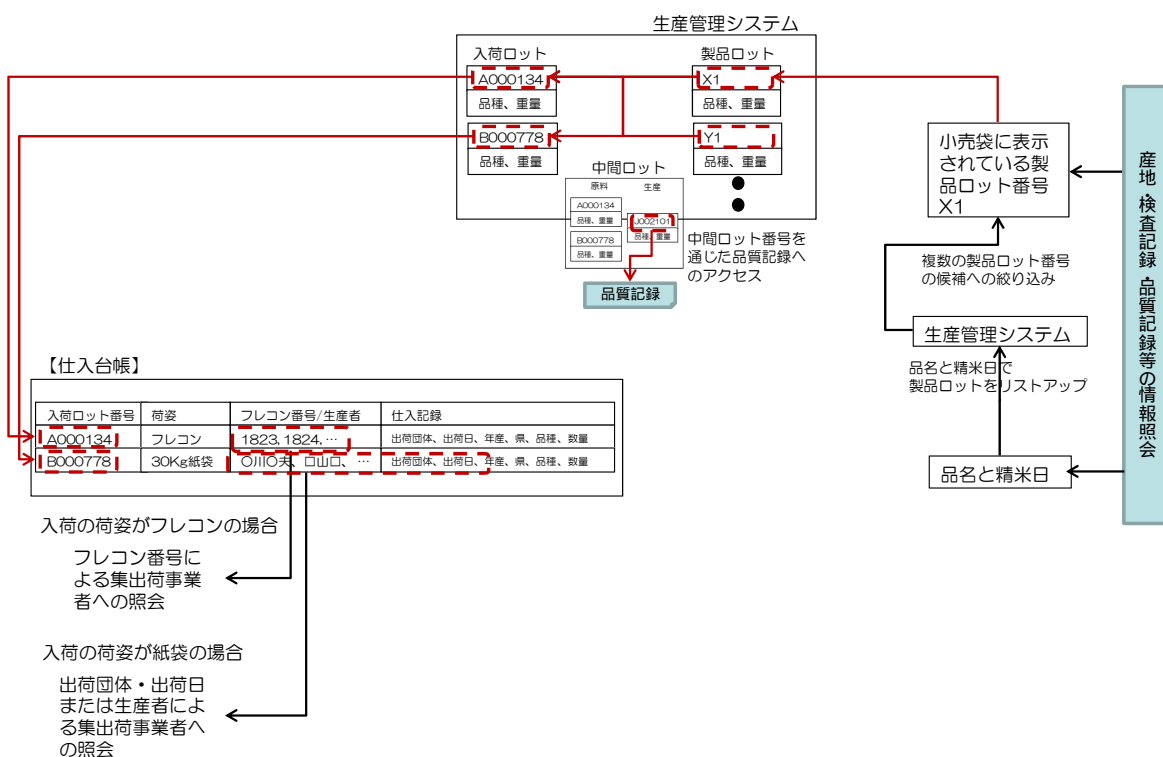 生産管理システム
入荷ロット
製品ロット
A000134
品種、重量
X1
品種、重量
B000778
品種、重量
Y1
品種、重量
中間ロット
原料
生産
A000134
品種、重量
J002101
品種、重量
B000778
品種、重量
中間ロット番号を
通じた品質記録へ
のアクセス
品質記録
小売袋に表示
されている製
品ロット番号
X1
複数の製品ロット番号
の候補への絞り込み
生産管理システム
品名と精米日で
製品ロットをリストアップ
品名と精米日
産地・検査記録・品質記録等の情報照会
【仕入台帳】
入荷ロット番号 荷姿 フレコン番号/生産者 仕入記録
A000134 フレコン 1823, 1824, … 出荷団体、出荷日、年産、県、品種、数量
B000778 30Kg紙袋 〇川〇夫、口山口、… 出荷団体、出荷日、年産、県、品種、数量
入荷の荷姿がフレコンの場合
フレコン番号に
よる集出荷事業
者への照会
入荷の荷姿が紙袋の場合
出荷団体・出荷日
または生産者によ
る集出荷事業者へ
の照会